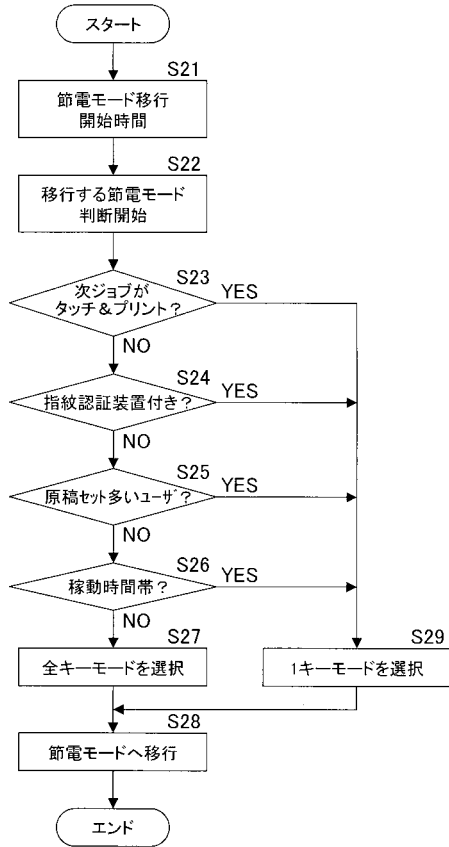 スタート
S21
節電モード移行
開始時間
S22
移行する節電モード
判断開始
S23
次ジョブが
タッチ&プリント?
YES
NO
S24
指紋認証装置付き?
YES
NO
S25
原稿セット多いユーザ?
YES
NO
S26
稼動時間帯?
YES
NO
S27
全キーモードを選択
S29
1キーモードを選択
S28
節電モードへ移行
エンド